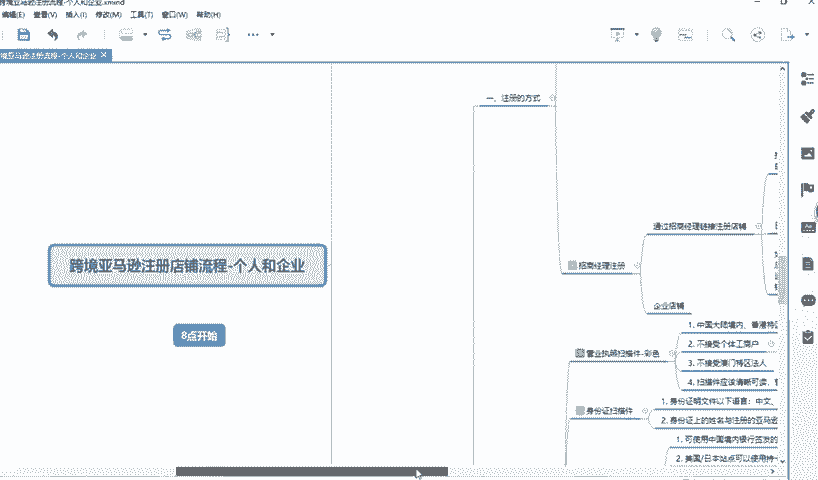 跨境亚马逊注册店铺流程-个人和企业.xmind
编辑(E) 查看(V) 插入(I) 修改(M) 工具(T) 窗口(W) 帮助(H)
境亚马逊注册店铺流程-个人和企业
一、注册的方式
通过招商经理链接注册店铺
招商经理注册
企业店铺
跨境亚马逊注册店铺流程-个人和企业
8点开始
1. 中国大陆境内、香港特
营业执照扫描件-彩色
2. 不接受个体工商户
3. 不接受澳门特区法人
4. 扫描件应该清晰可读、
身份证扫描件
1. 身份证明文件以下语言：中文、
2. 身份证上的姓名与注册的亚马逊
1. 可使用中国境内银行签发的
2. 美国/日本站点可以使用持一